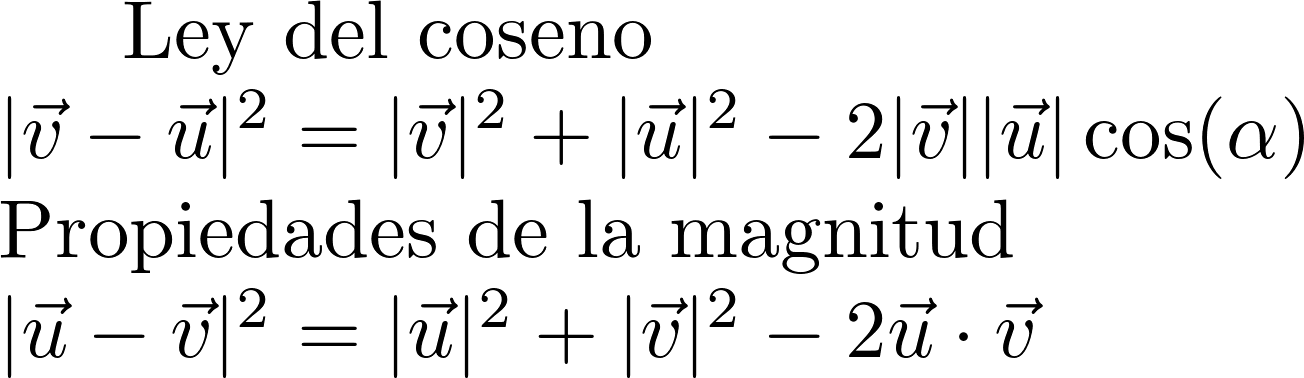 Ley del coseno
|v⃗ − u⃗|² = |v⃗|² + |u⃗|² − 2|v⃗||u⃗| cos(α)
Propiedades de la magnitud
|u⃗ − v⃗|² = |u⃗|² + |v⃗|² − 2u⃗ · v⃗